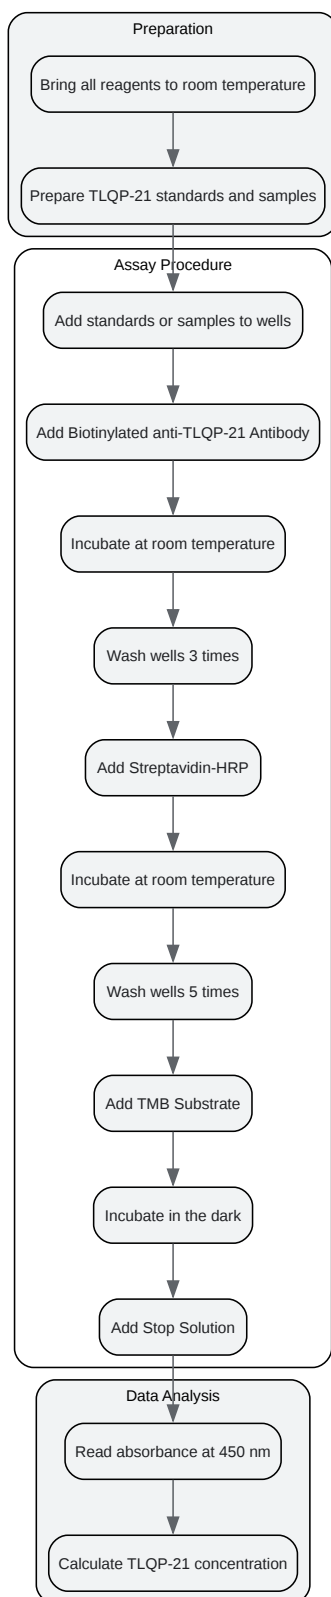 Preparation
Bring all reagents to room temperature
Prepare TLQP-21 standards and samples
Assay Procedure
Add standards or samples to wells
Add Biotinylated anti-TLQP-21 Antibody
Incubate at room temperature
Wash wells 3 times
Add Streptavidin-HRP
Incubate at room temperature
Wash wells 5 times
Add TMB Substrate
Incubate in the dark
Add Stop Solution
Data Analysis
Read absorbance at 450 nm
Calculate TLQP-21 concentration